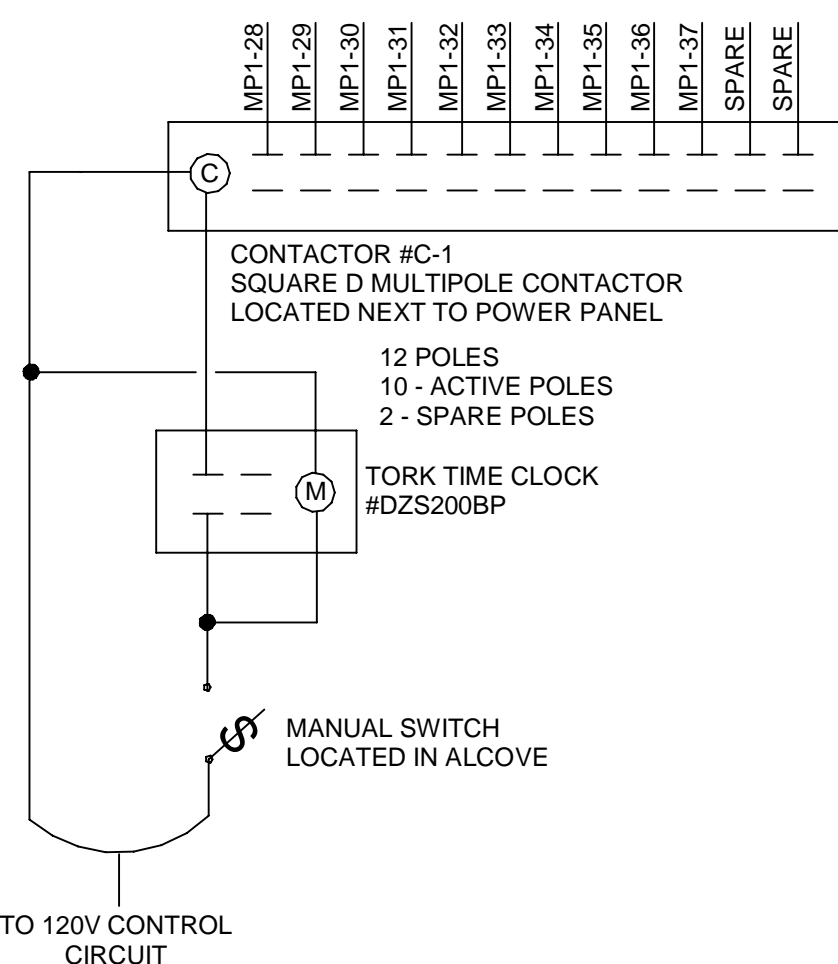 MP1-28
MP1-29
MP1-30
MP1-31
MP1-32
MP1-33
MP1-34
MP1-35
MP1-36
MP1-37
SPARE
SPARE
C
CONTACTOR #C-1
SQUARE D MULTIPOLE CONTACTOR
LOCATED NEXT TO POWER PANEL
12 POLES
10 - ACTIVE POLES
2 - SPARE POLES
M
TORK TIME CLOCK
#DZS200BP
$
MANUAL SWITCH
LOCATED IN ALCOVE
TO 120V CONTROL
CIRCUIT